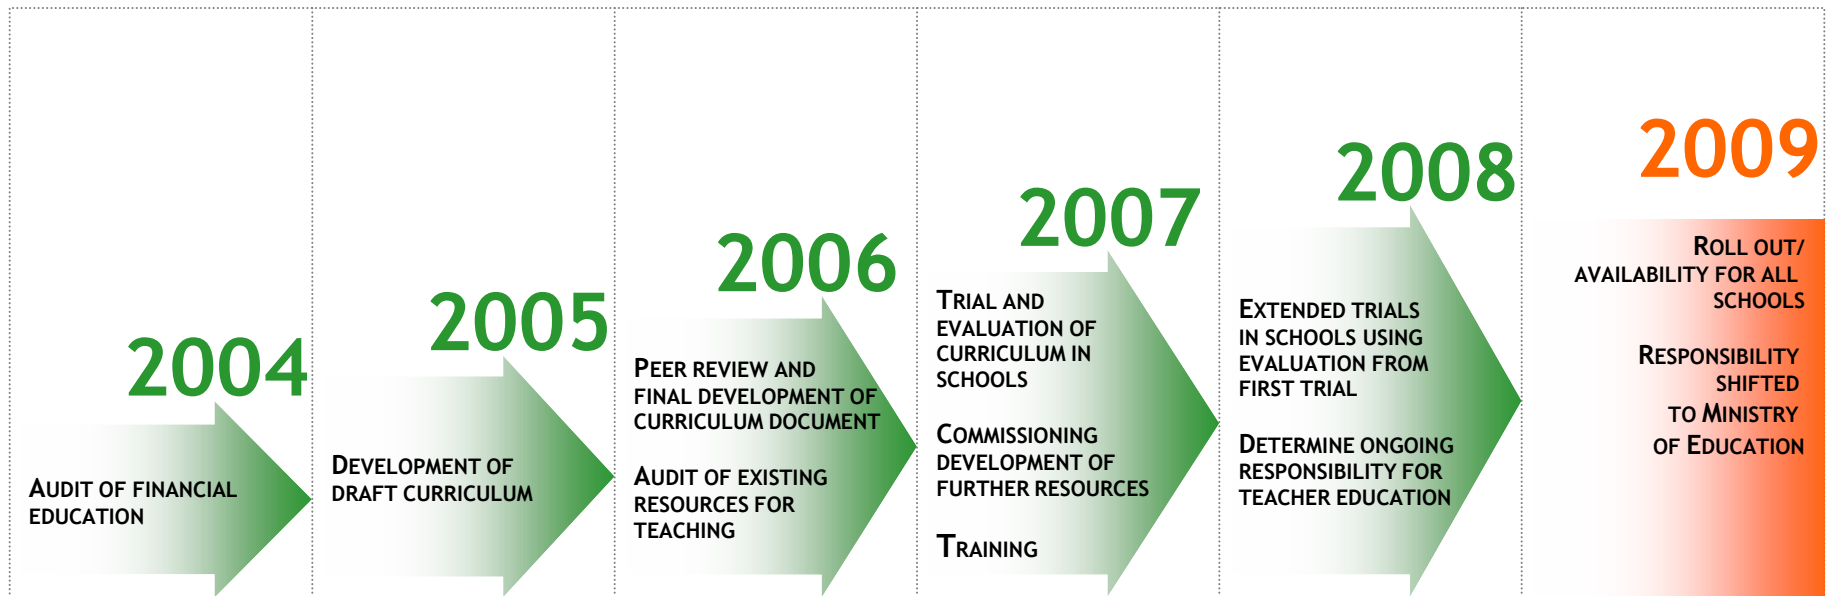 2004
AUDIT OF FINANCIAL
EDUCATION
2005
DEVELOPMENT OF
DRAFT CURRICULUM
2006
PEER REVIEW AND
FINAL DEVELOPMENT OF
CURRICULUM DOCUMENT
AUDIT OF EXISTING
RESOURCES FOR
TEACHING
2007
TRIAL AND
EVALUATION OF
CURRICULUM IN
SCHOOLS
COMMISSIONING
DEVELOPMENT OF
FURTHER RESOURCES
TRAINING
2008
EXTENDED TRIALS
IN SCHOOLS USING
EVALUATION FROM
FIRST TRIAL
DETERMINE ONGOING
RESPONSIBILITY FOR
TEACHER EDUCATION
2009
ROLL OUT/
AVAILABILITY FOR ALL
SCHOOLS
RESPONSIBILITY
SHIFTED
TO MINISTRY
OF EDUCATION